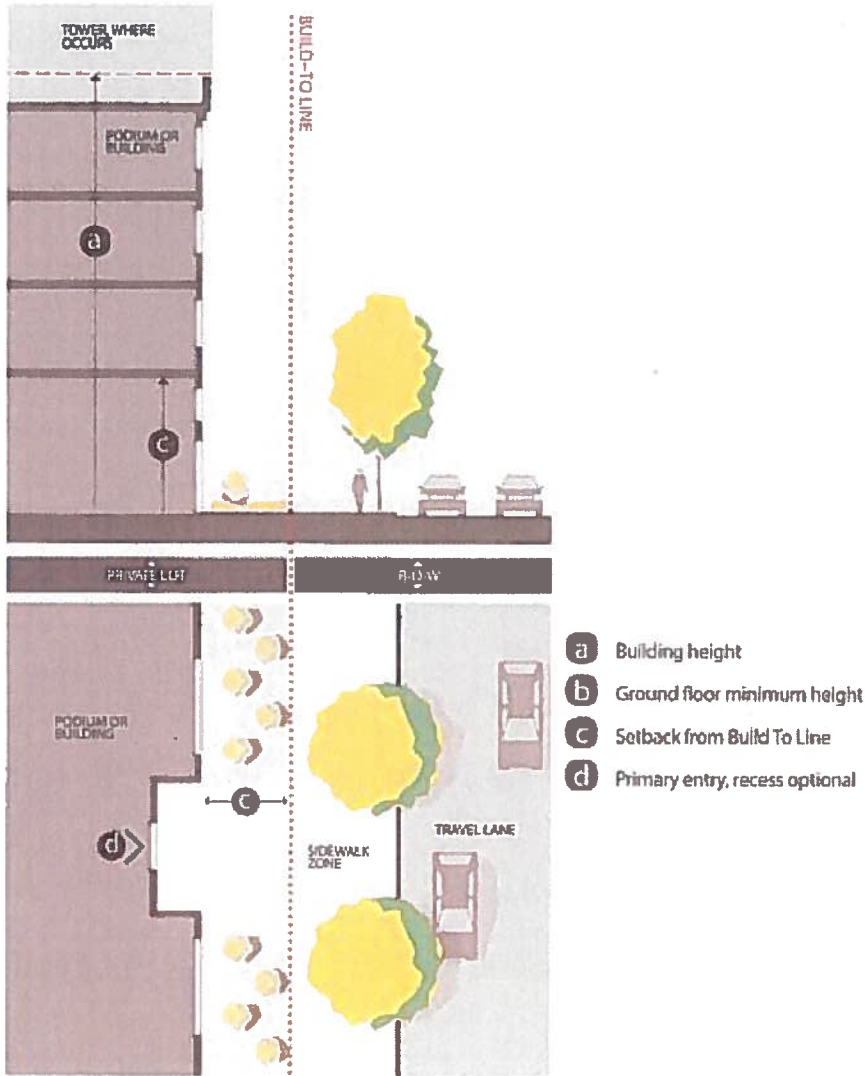 TOWER, WHERE
OCCURS
BUILD-TO LINE
PODIUM OR
BUILDING
a
c
PRIVATE LOT
R-O-W
PODIUM OR
BUILDING
c
d
SIDEWALK
ZONE
TRAVEL LANE
a Building height
b Ground floor minimum height
c Setback from Build To Line
d Primary entry, recess optional